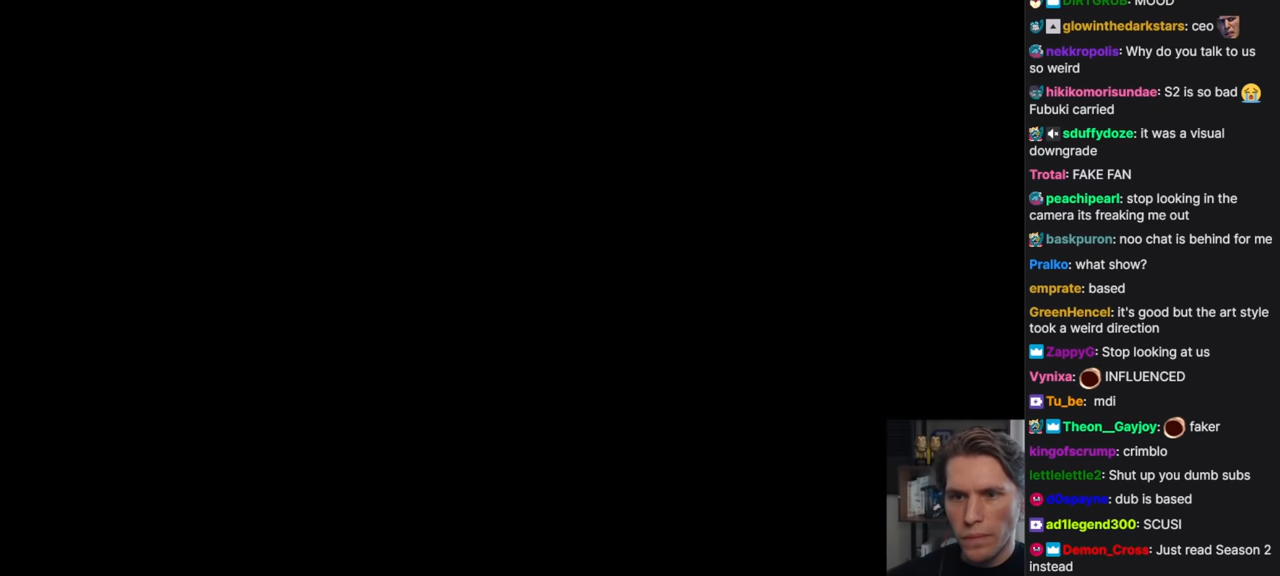 DIRTGRUB: MOOD
glowinthedarkstars: ceo
nekkropolis: Why do you talk to us
so weird
hikikomorisundae: S2 is so bad
Fubuki carried
sduffydoze: it was a visual
downgrade
Trotal: FAKE FAN
peachipearl: stop looking in the
camera its freaking me out
baskpuron: noo chat is behind for me
Pralko: what show?
emprate: based
GreenHencel: it's good but the art style
took a weird direction
ZappyG: Stop looking at us
Vynixa: INFLUENCED
Tu_be: mdi
Theon__Gayjoy: faker
kingofscrump: crimblo
lettlelettle2: Shut up you dumb subs
d0spayne: dub is based
ad1legend300: SCUSI
Demon_Cross: Just read Season 2
instead